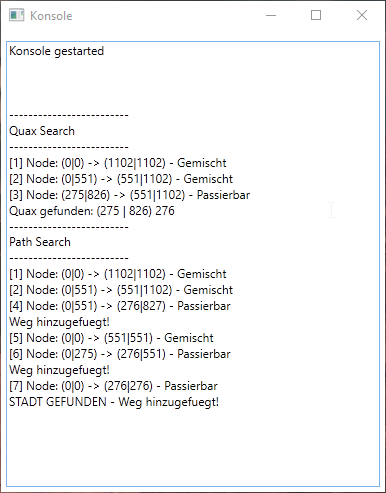 Konsole
Konsole gestarted
-------------------------
Quax Search
-------------------------
[1] Node: (0|0) -> (1102|1102) - Gemischt
[2] Node: (0|551) -> (551|1102) - Gemischt
[3] Node: (275|826) -> (551|1102) - Passierbar
Quax gefunden: (275 | 826) 276
-------------------------
Path Search
-------------------------
[1] Node: (0|0) -> (1102|1102) - Gemischt
[2] Node: (0|551) -> (551|1102) - Gemischt
[4] Node: (0|551) -> (276|827) - Passierbar
Weg hinzugefuegt!
[5] Node: (0|0) -> (551|551) - Gemischt
[6] Node: (0|275) -> (276|551) - Passierbar
Weg hinzugefuegt!
[7] Node: (0|0) -> (276|276) - Passierbar
STADT GEFUNDEN - Weg hinzugefuegt!